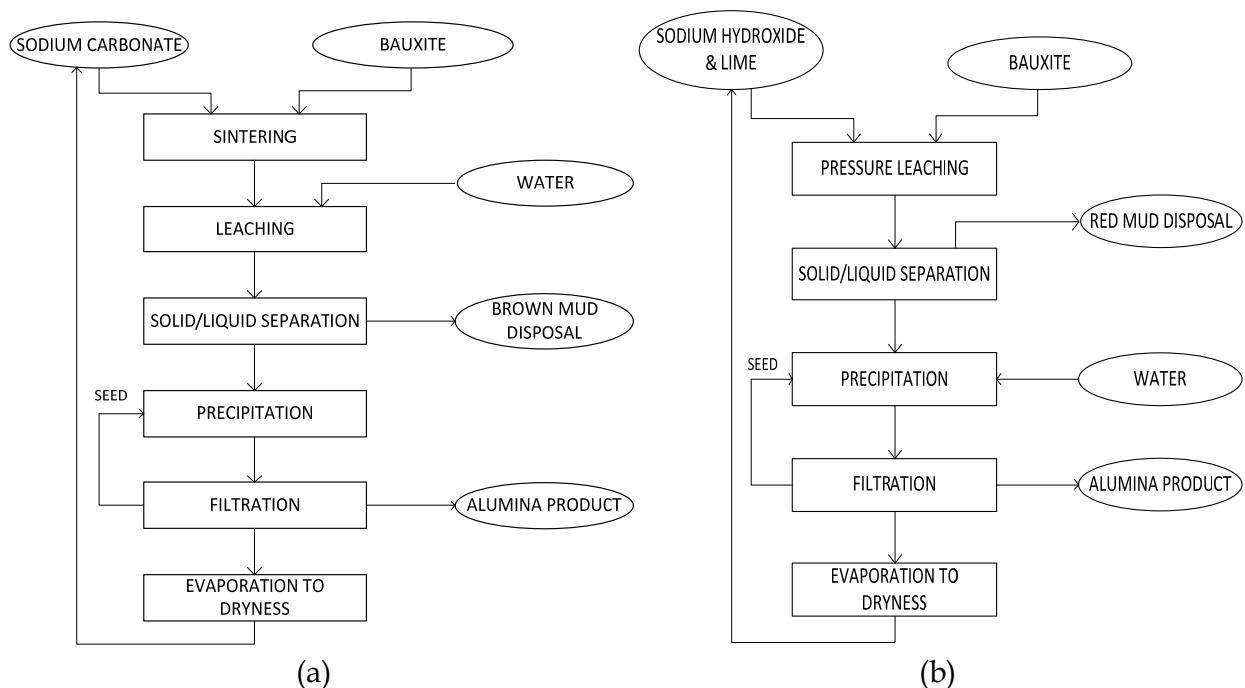 SODIUM CARBONATE
BAUXITE
SINTERING
WATER
LEACHING
SOLID/LIQUID SEPARATION
BROWN MUD
DISPOSAL
SEED
PRECIPITATION
FILTRATION
ALUMINA PRODUCT
EVAPORATION TO
DRYNESS
(a)
SODIUM HYDROXIDE
& LIME
BAUXITE
PRESSURE LEACHING
RED MUD DISPOSAL
SOLID/LIQUID SEPARATION
SEED
PRECIPITATION
WATER
FILTRATION
ALUMINA PRODUCT
EVAPORATION TO
DRYNESS
(b)